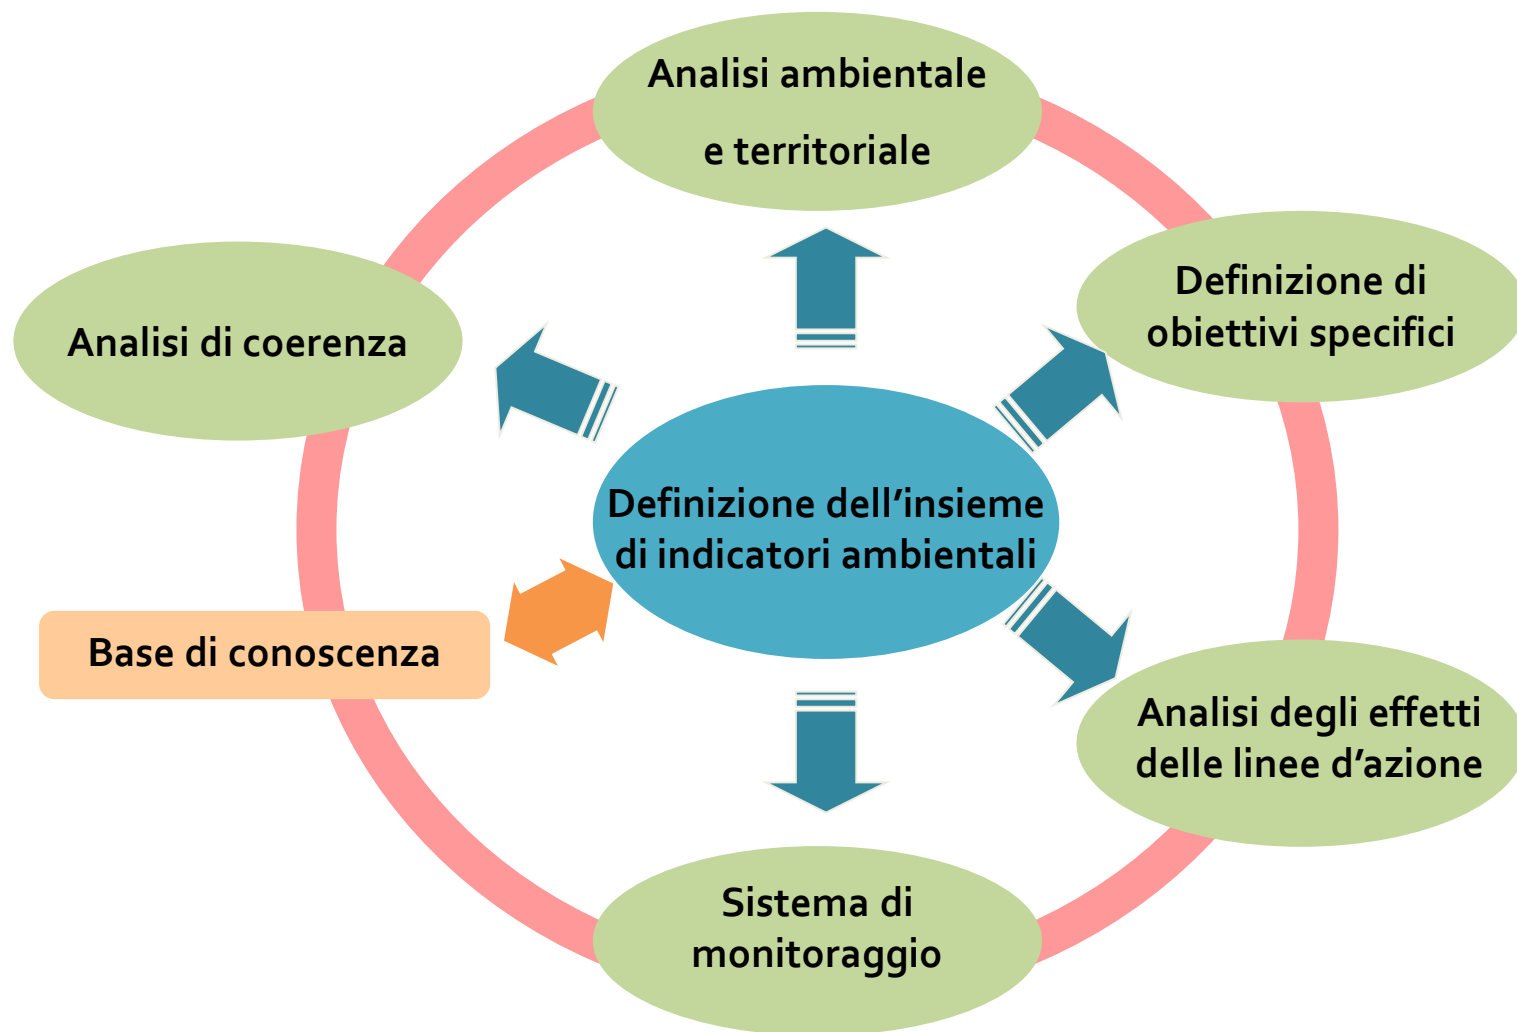 Analisi ambientale
e territoriale
Definizione di
obiettivi specifici
Analisi di coerenza
Definizione dell’insieme
di indicatori ambientali
Base di conoscenza
Analisi degli effetti
delle linee d’azione
Sistema di
monitoraggio